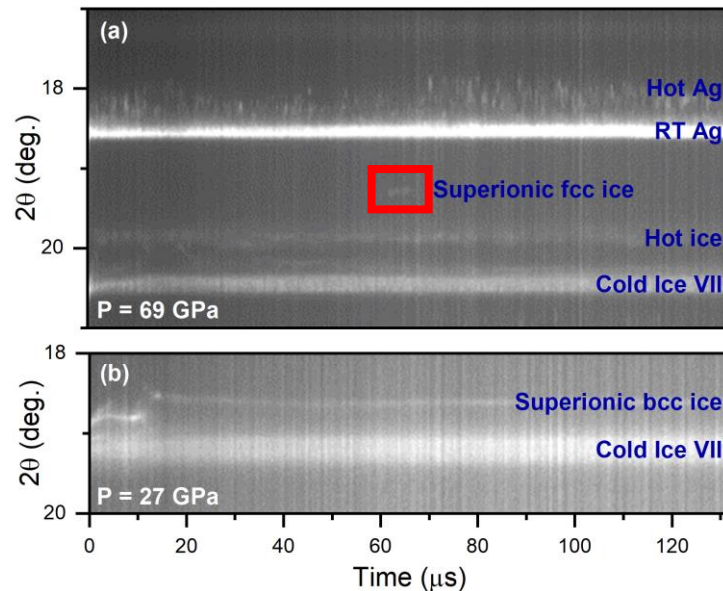 (a)
18
Hot Ag
RT Ag
2θ (deg.)
Superionic fcc ice
20
Hot ice
Cold Ice VII
P = 69 GPa
18
(b)
Superionic bcc ice
2θ (deg.)
Cold Ice VII
P = 27 GPa
20
0 20 40 60 80 100 120
Time (μs)